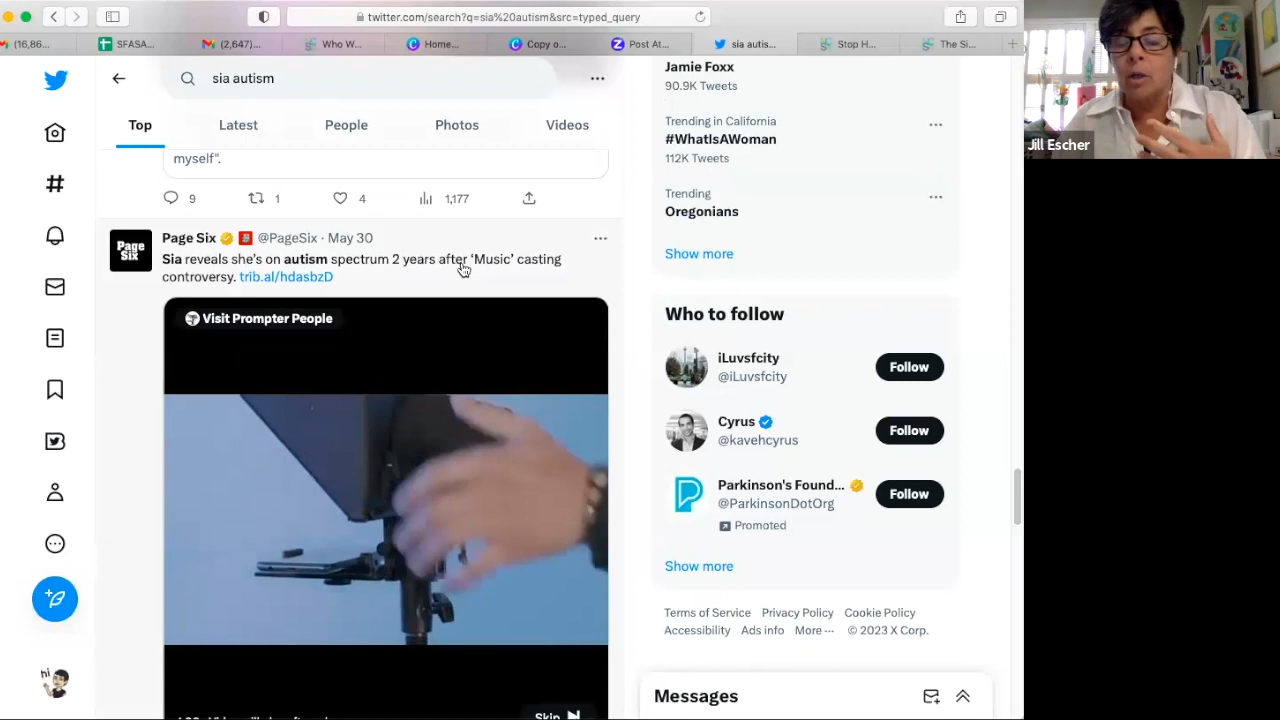 twitter.com/search?q=sia%20autism&src=typed_query
(16,86...
SFASA...
(2,647)...
Who W...
Home...
Copy o...
Post At...
sia autis...
Stop H...
The Si...
sia autism
Top
Latest
People
Photos
Videos
myself".
9
1
4
1,177
Page Six
Page Six @PageSix · May 30
Sia reveals she's on autism spectrum 2 years after 'Music' casting
controversy. trib.al/hdasbzD
Visit Prompter People
Skip
hi
Jamie Foxx
90.9K Tweets
Trending in California
#WhatIsAWoman
112K Tweets
Trending
Oregonians
Show more
Who to follow
iLuvsfcity
@iLuvsfcity
Follow
Cyrus
@kavehcyrus
Follow
Parkinson's Found...
@ParkinsonDotOrg
Promoted
Follow
Show more
Terms of Service Privacy Policy Cookie Policy
Accessibility Ads info More ··· © 2023 X Corp.
Messages
Jill Escher